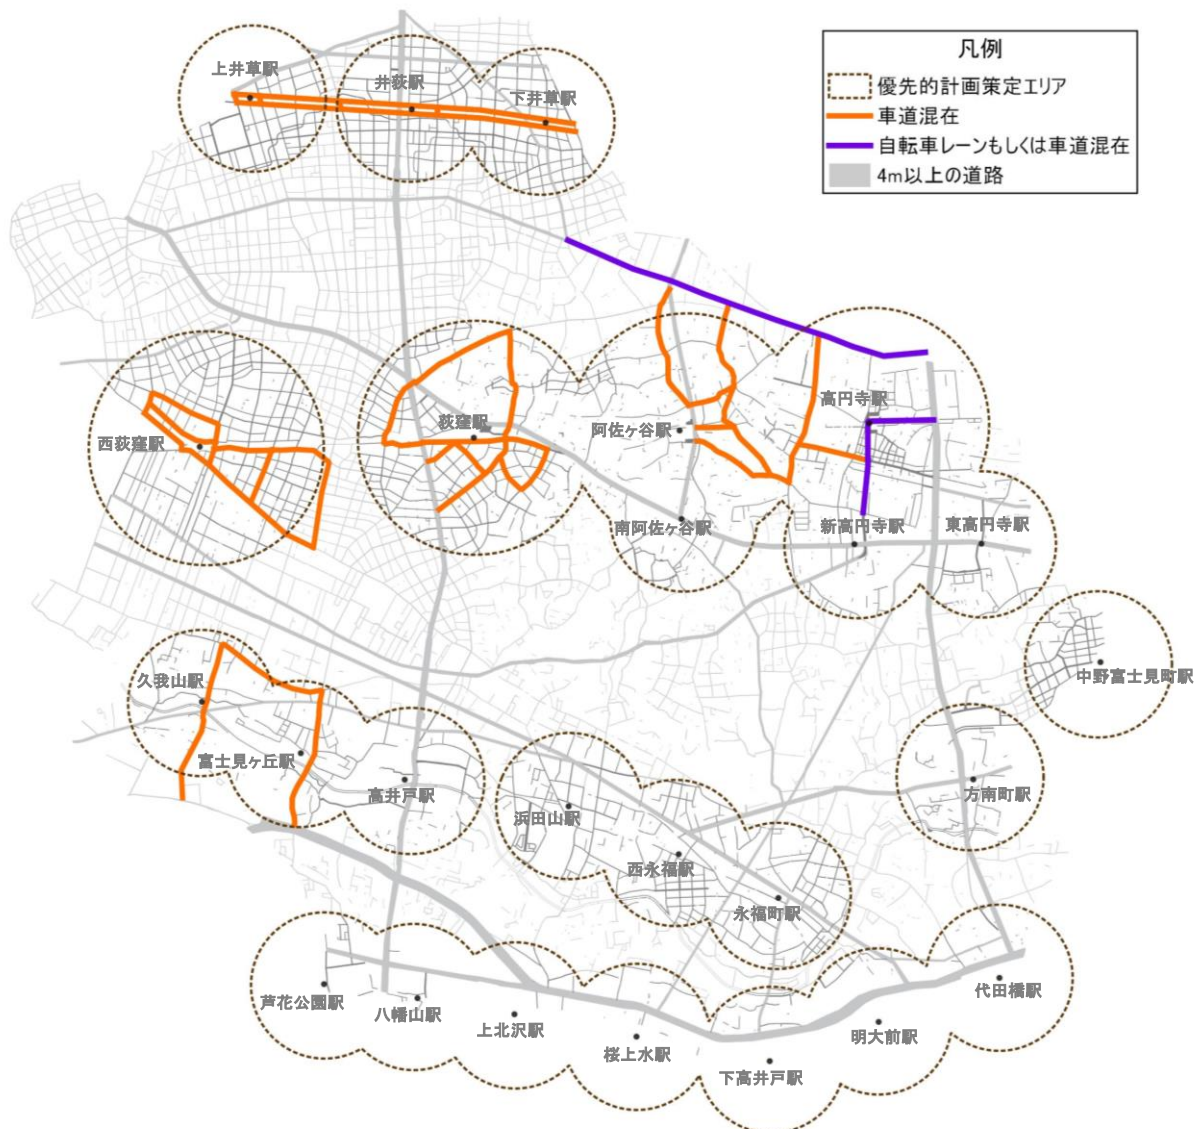 凡例
優先的計画策定エリア
車道混在
自転車レーンもしくは車道混在
4m以上の道路
上井草駅
井荻駅
下井草駅
高円寺駅
西荻窪駅
荻窪駅
阿佐ヶ谷駅
南阿佐ヶ谷駅
新高円寺駅
東高円寺駅
中野富士見町駅
久我山駅
富士見ヶ丘駅
高井戸駅
浜田山駅
方南町駅
西永福駅
永福町駅
芦花公園駅
八幡山駅
上北沢駅
桜上水駅
下高井戸駅
明大前駅
代田橋駅